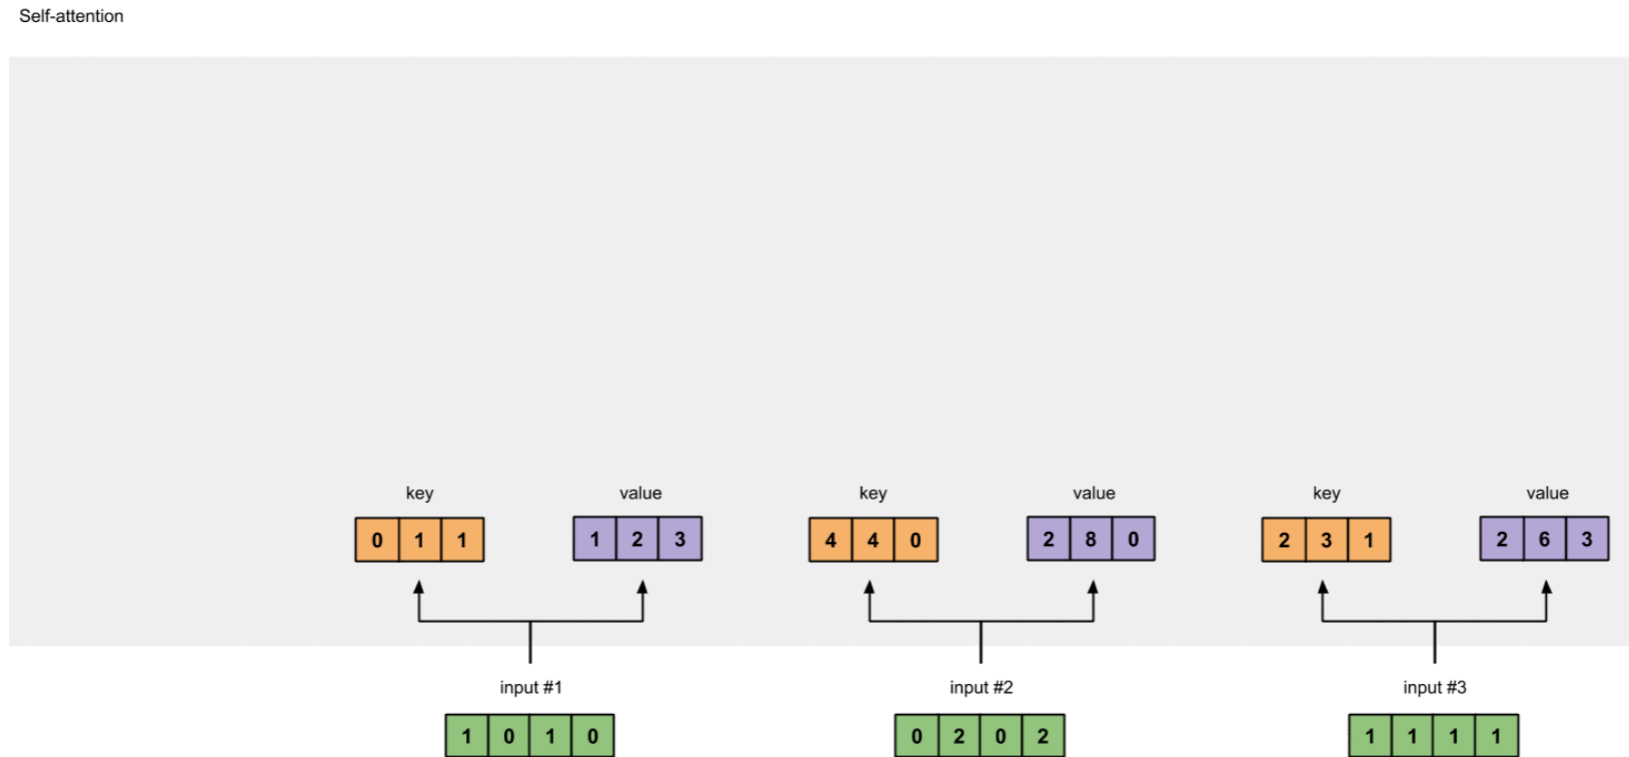 Self-attention
key value key value key value
0 1 1 1 2 3 4 4 0 2 8 0 2 3 1 2 6 3
input #1 input #2 input #3
1 0 1 0 0 2 0 2 1 1 1 1